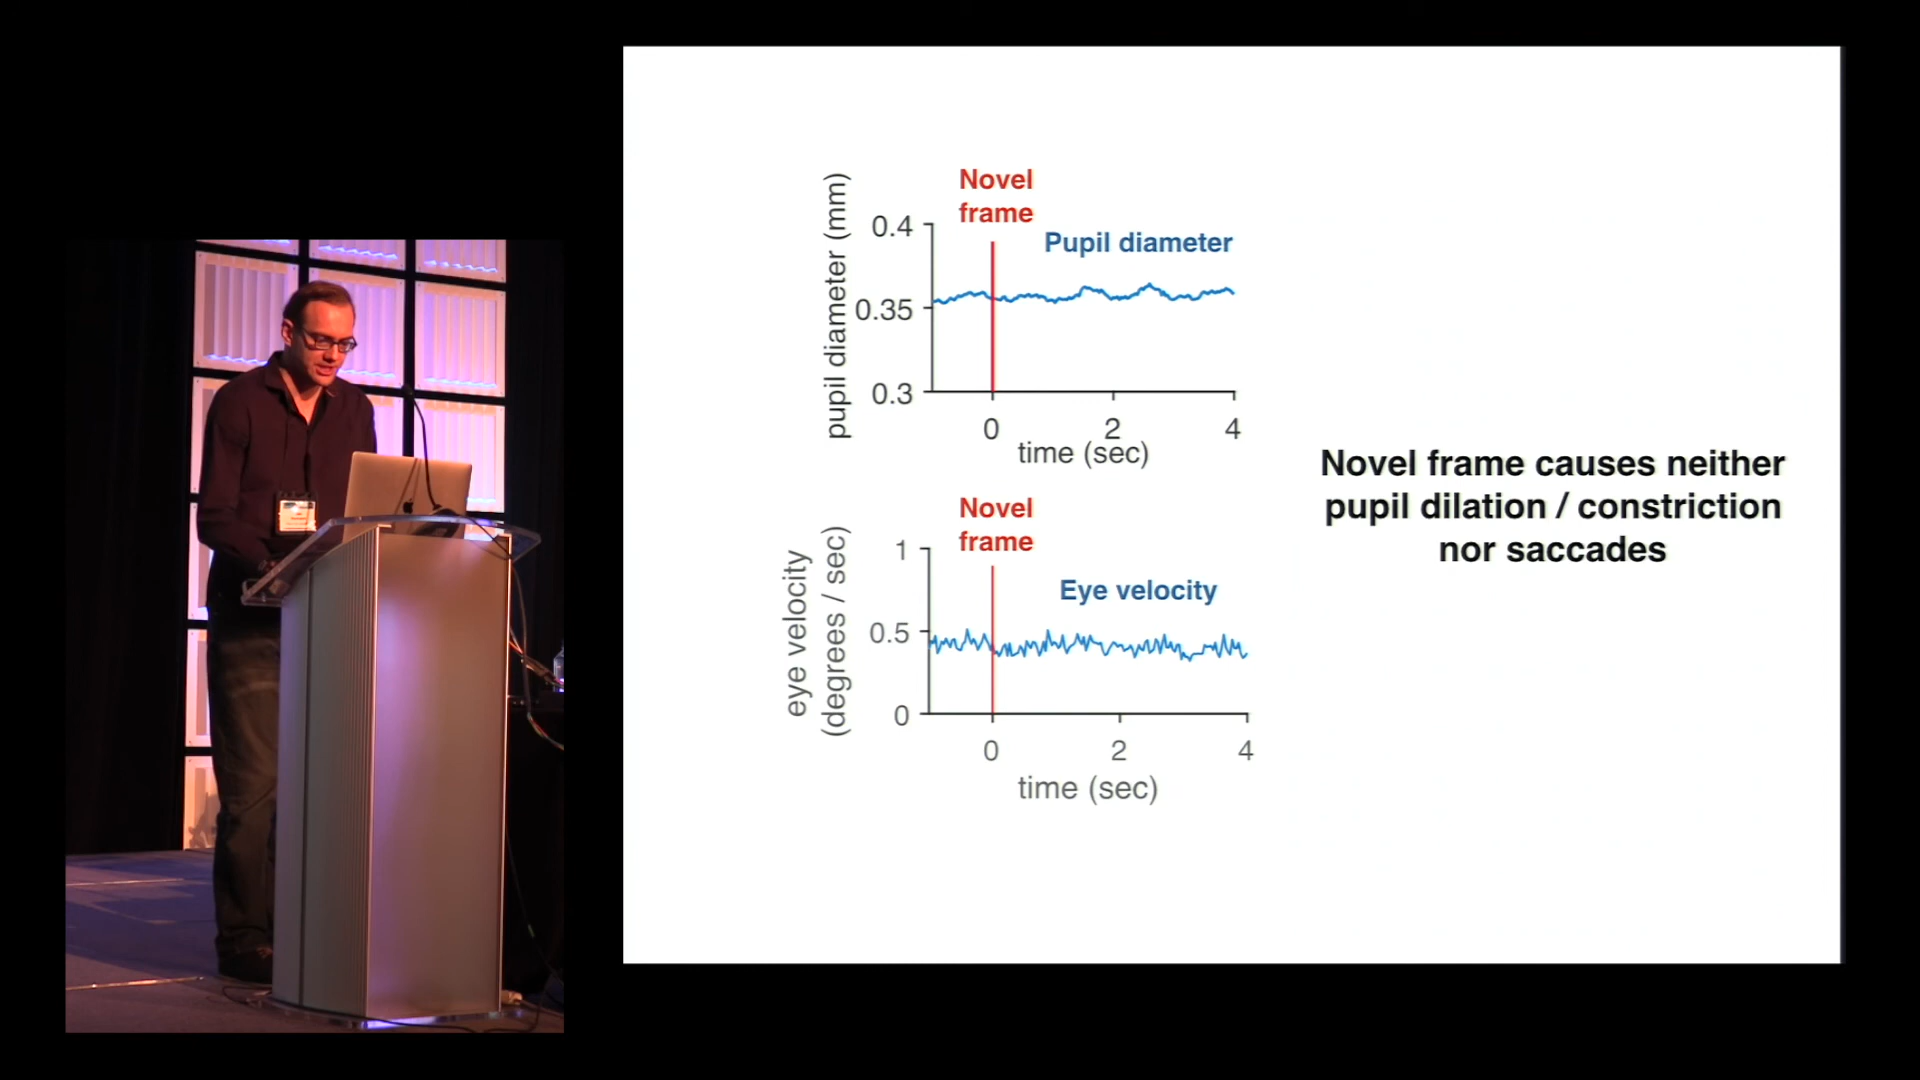 Novel
frame
0.4
Pupil diameter
pupil diameter (mm)
0.35
0.3
0
2
4
time (sec)
Novel frame causes neither
pupil dilation / constriction
nor saccades
Novel
frame
1
Eye velocity
eye velocity
(degrees / sec)
0.5
0
0
2
4
time (sec)